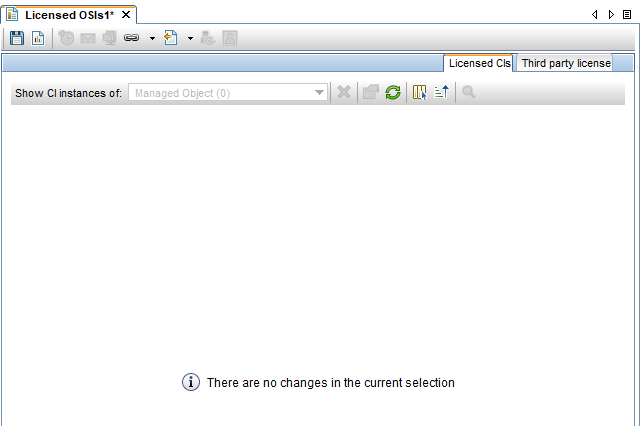 Licensed OSIs1*
Licensed CIs
Third party license
Show CI instances of:
Managed Object (0)
There are no changes in the current selection